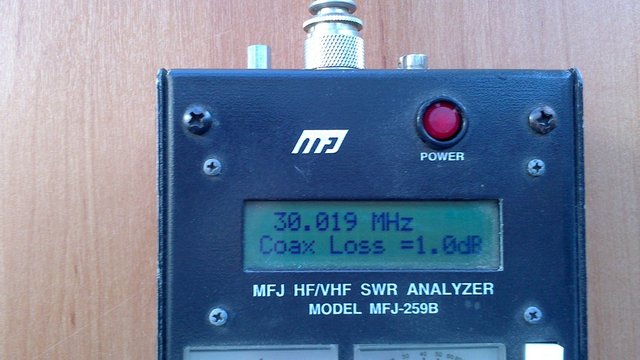 MFJ
POWER
30.019 MHz
Coax Loss =1.0dB
MFJ HF/VHF SWR ANALYZER
MODEL MFJ-259B